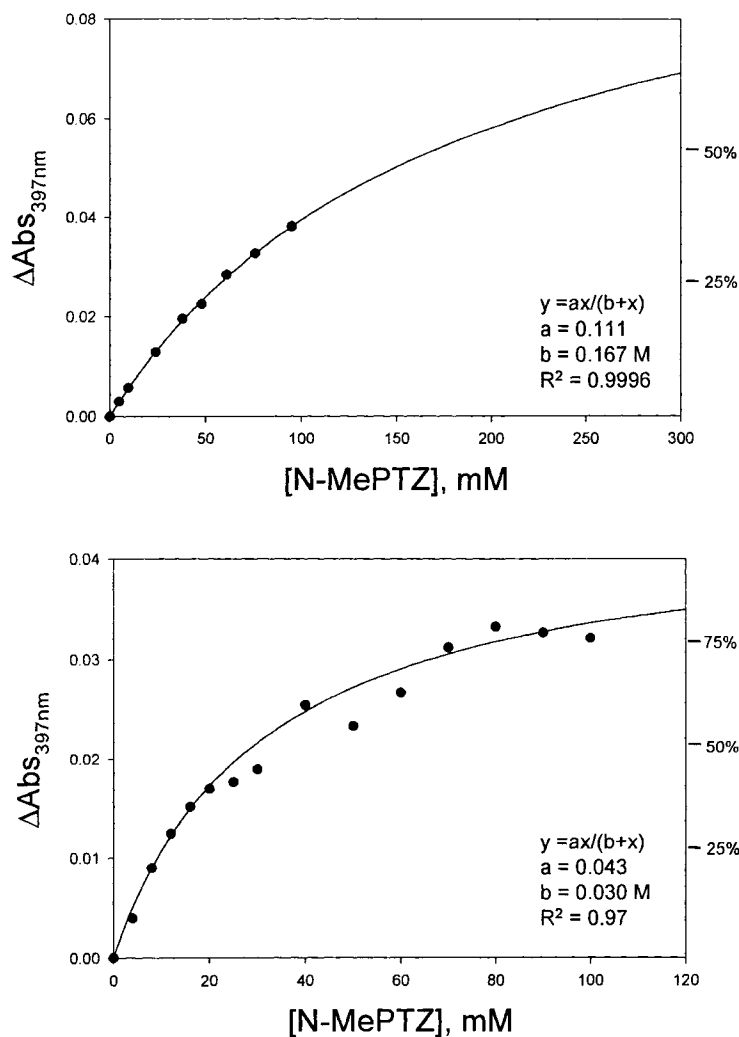 0.08
0.06
0.04
0.02
0.00
ΔAbs397nm
50%
25%
y =ax/(b+x)
a = 0.111
b = 0.167 M
R² = 0.9996
0 50 100 150 200 250 300
[N-MePTZ], mM
0.04
0.03
0.02
0.01
0.00
ΔAbs397nm
75%
50%
25%
y =ax/(b+x)
a = 0.043
b = 0.030 M
R² = 0.97
0 20 40 60 80 100 120
[N-MePTZ], mM